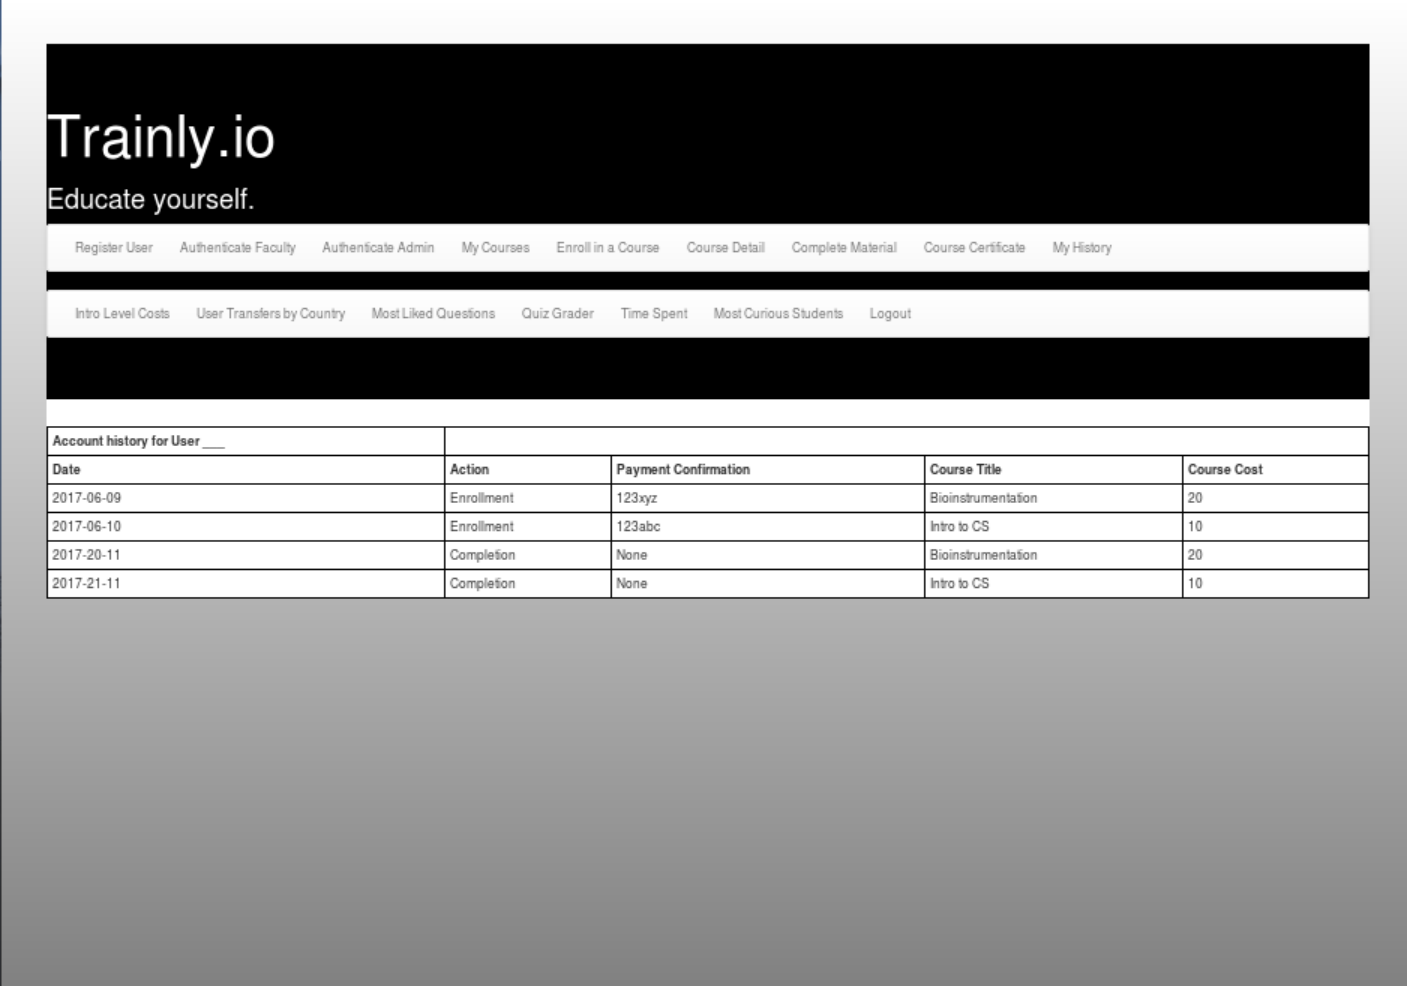 Trainly.io
Educate yourself.
Register User Authenticate Faculty Authenticate Admin My Courses Enroll in a Course Course Detail Complete Material Course Certificate My History
Intro Level Costs User Transfers by Country Most Liked Questions Quiz Grader Time Spent Most Curious Students Logout
Account history for User ___
Date Action Payment Confirmation Course Title Course Cost
2017-06-09 Enrollment 123xyz Bioinstrumentation 20
2017-06-10 Enrollment 123abc Intro to CS 10
2017-20-11 Completion None Bioinstrumentation 20
2017-21-11 Completion None Intro to CS 10